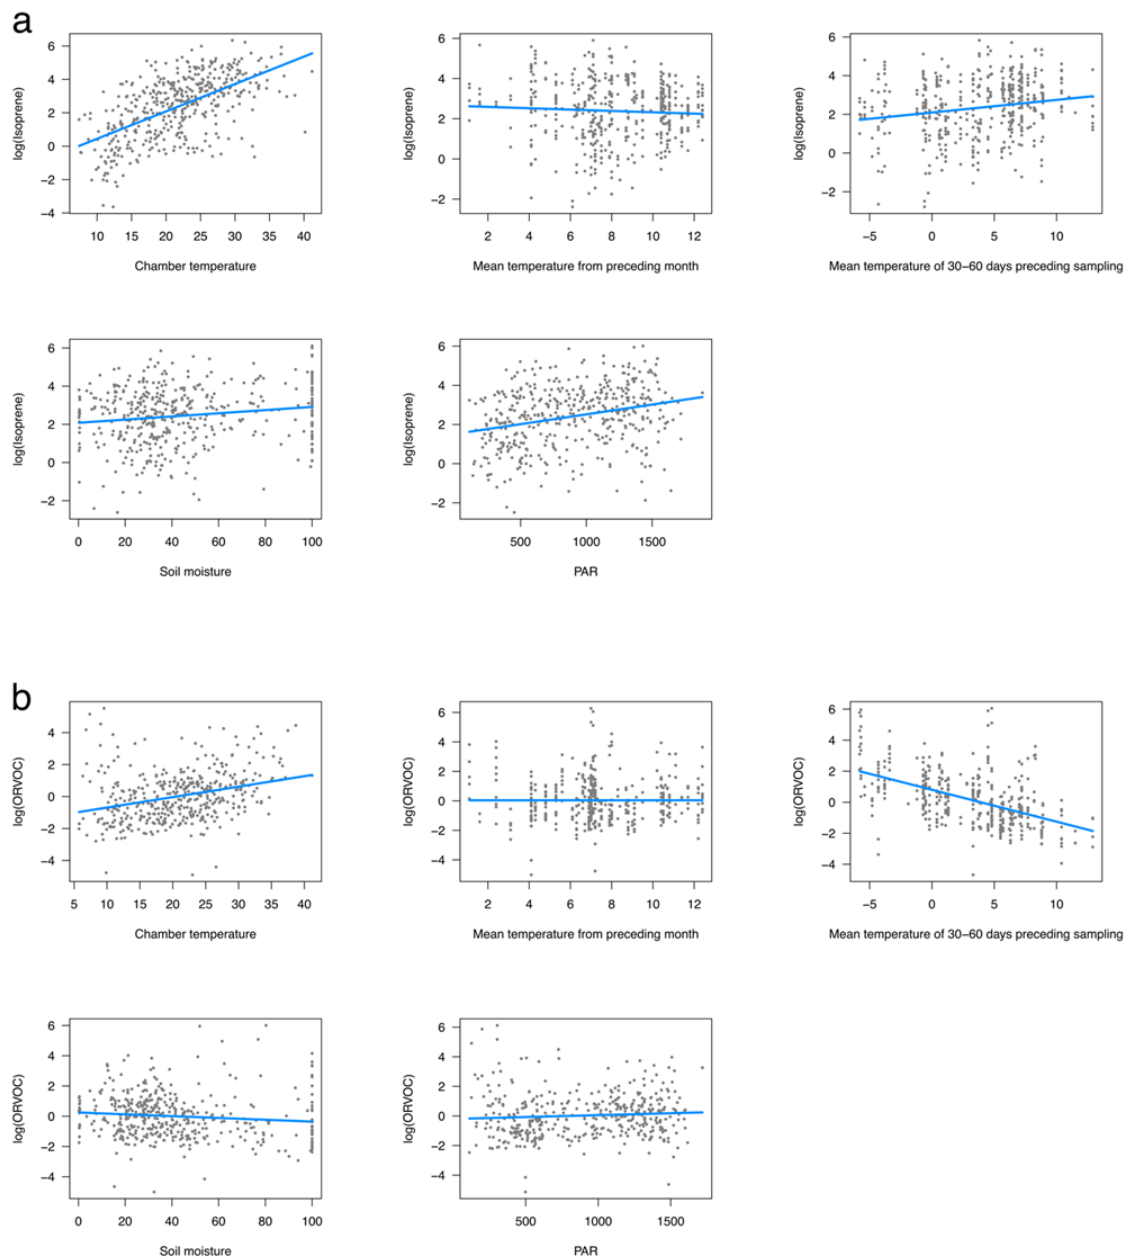 a
log(Isoprene)
6
4
2
0
−2
−4
10 15 20 25 30 35 40
Chamber temperature
log(Isoprene)
6
4
2
0
−2
2 4 6 8 10 12
Mean temperature from preceding month
log(Isoprene)
6
4
2
0
−2
−5 0 5 10
Mean temperature of 30−60 days preceding sampling
log(Isoprene)
6
4
2
0
−2
0 20 40 60 80 100
Soil moisture
log(Isoprene)
6
4
2
0
−2
500 1000 1500
PAR
b
log(ORVOC)
4
2
0
−2
−4
5 10 15 20 25 30 35 40
Chamber temperature
log(ORVOC)
6
4
2
0
−2
−4
2 4 6 8 10 12
Mean temperature from preceding month
log(ORVOC)
6
4
2
0
−2
−4
−5 0 5 10
Mean temperature of 30−60 days preceding sampling
log(ORVOC)
6
4
2
0
−2
−4
0 20 40 60 80 100
Soil moisture
log(ORVOC)
6
4
2
0
−2
−4
500 1000 1500
PAR